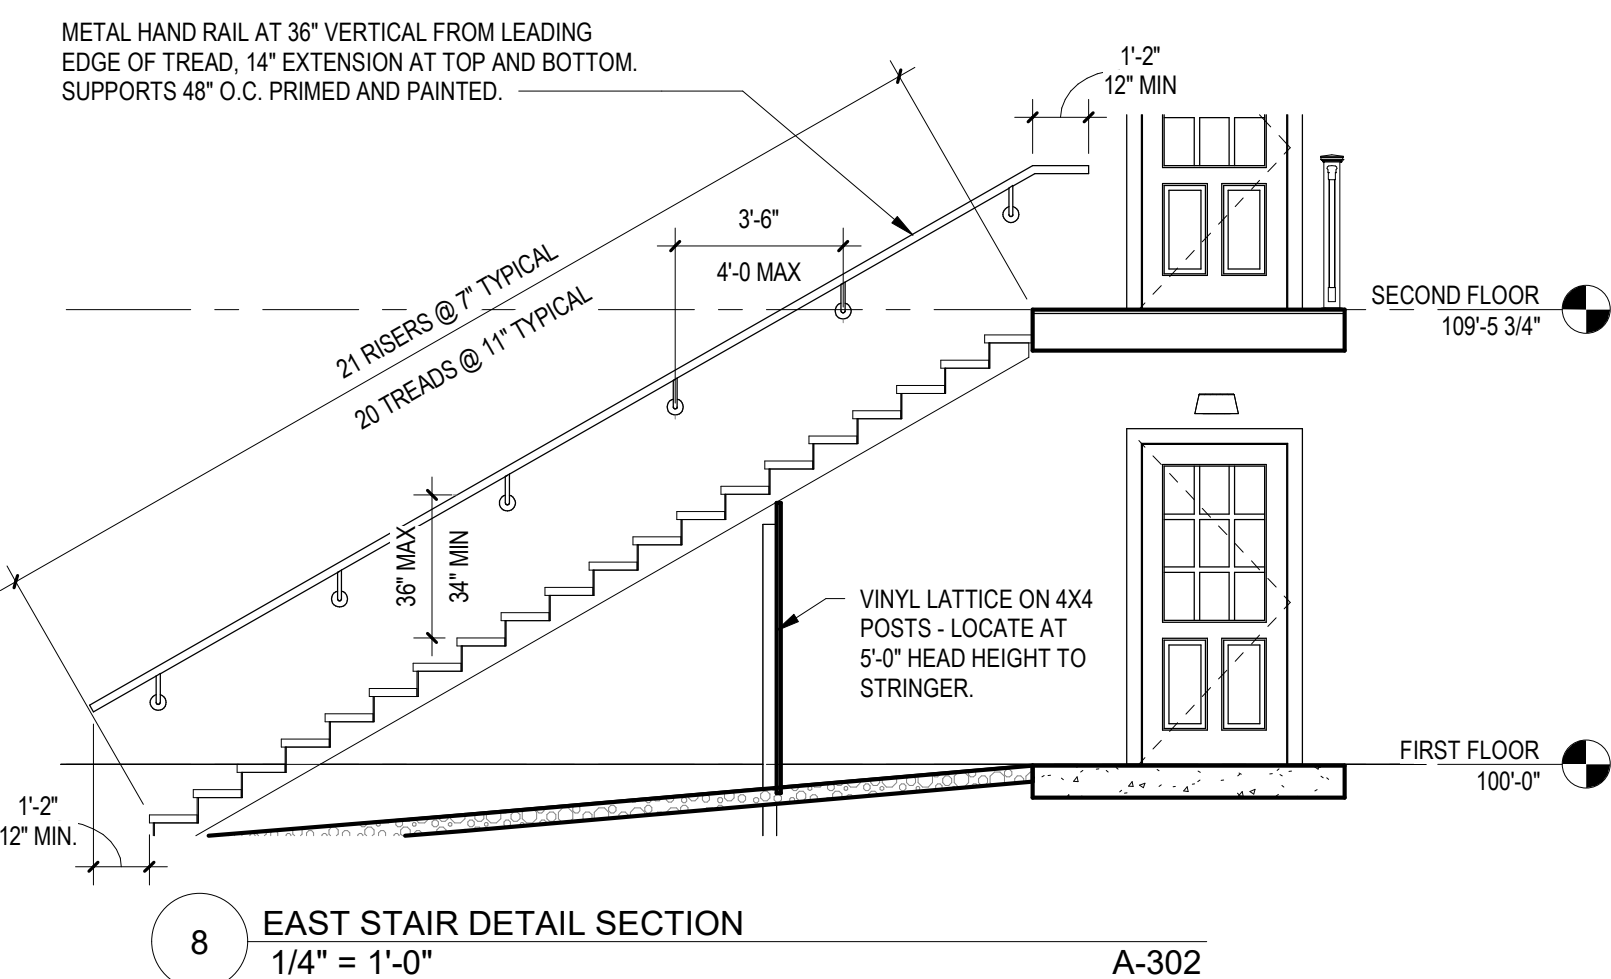 METAL HAND RAIL AT 36" VERTICAL FROM LEADING
EDGE OF TREAD, 14" EXTENSION AT TOP AND BOTTOM.
SUPPORTS 48" O.C. PRIMED AND PAINTED.
1'-2"
12" MIN
3'-6"
4'-0 MAX
21 RISERS @ 7" TYPICAL
20 TREADS @ 11" TYPICAL
SECOND FLOOR
109'-5 3/4"
36" MAX
34" MIN
VINYL LATTICE ON 4X4
POSTS - LOCATE AT
5'-0" HEAD HEIGHT TO
STRINGER.
FIRST FLOOR
100'-0"
1'-2"
12" MIN.
8
EAST STAIR DETAIL SECTION
1/4" = 1'-0"
A-302